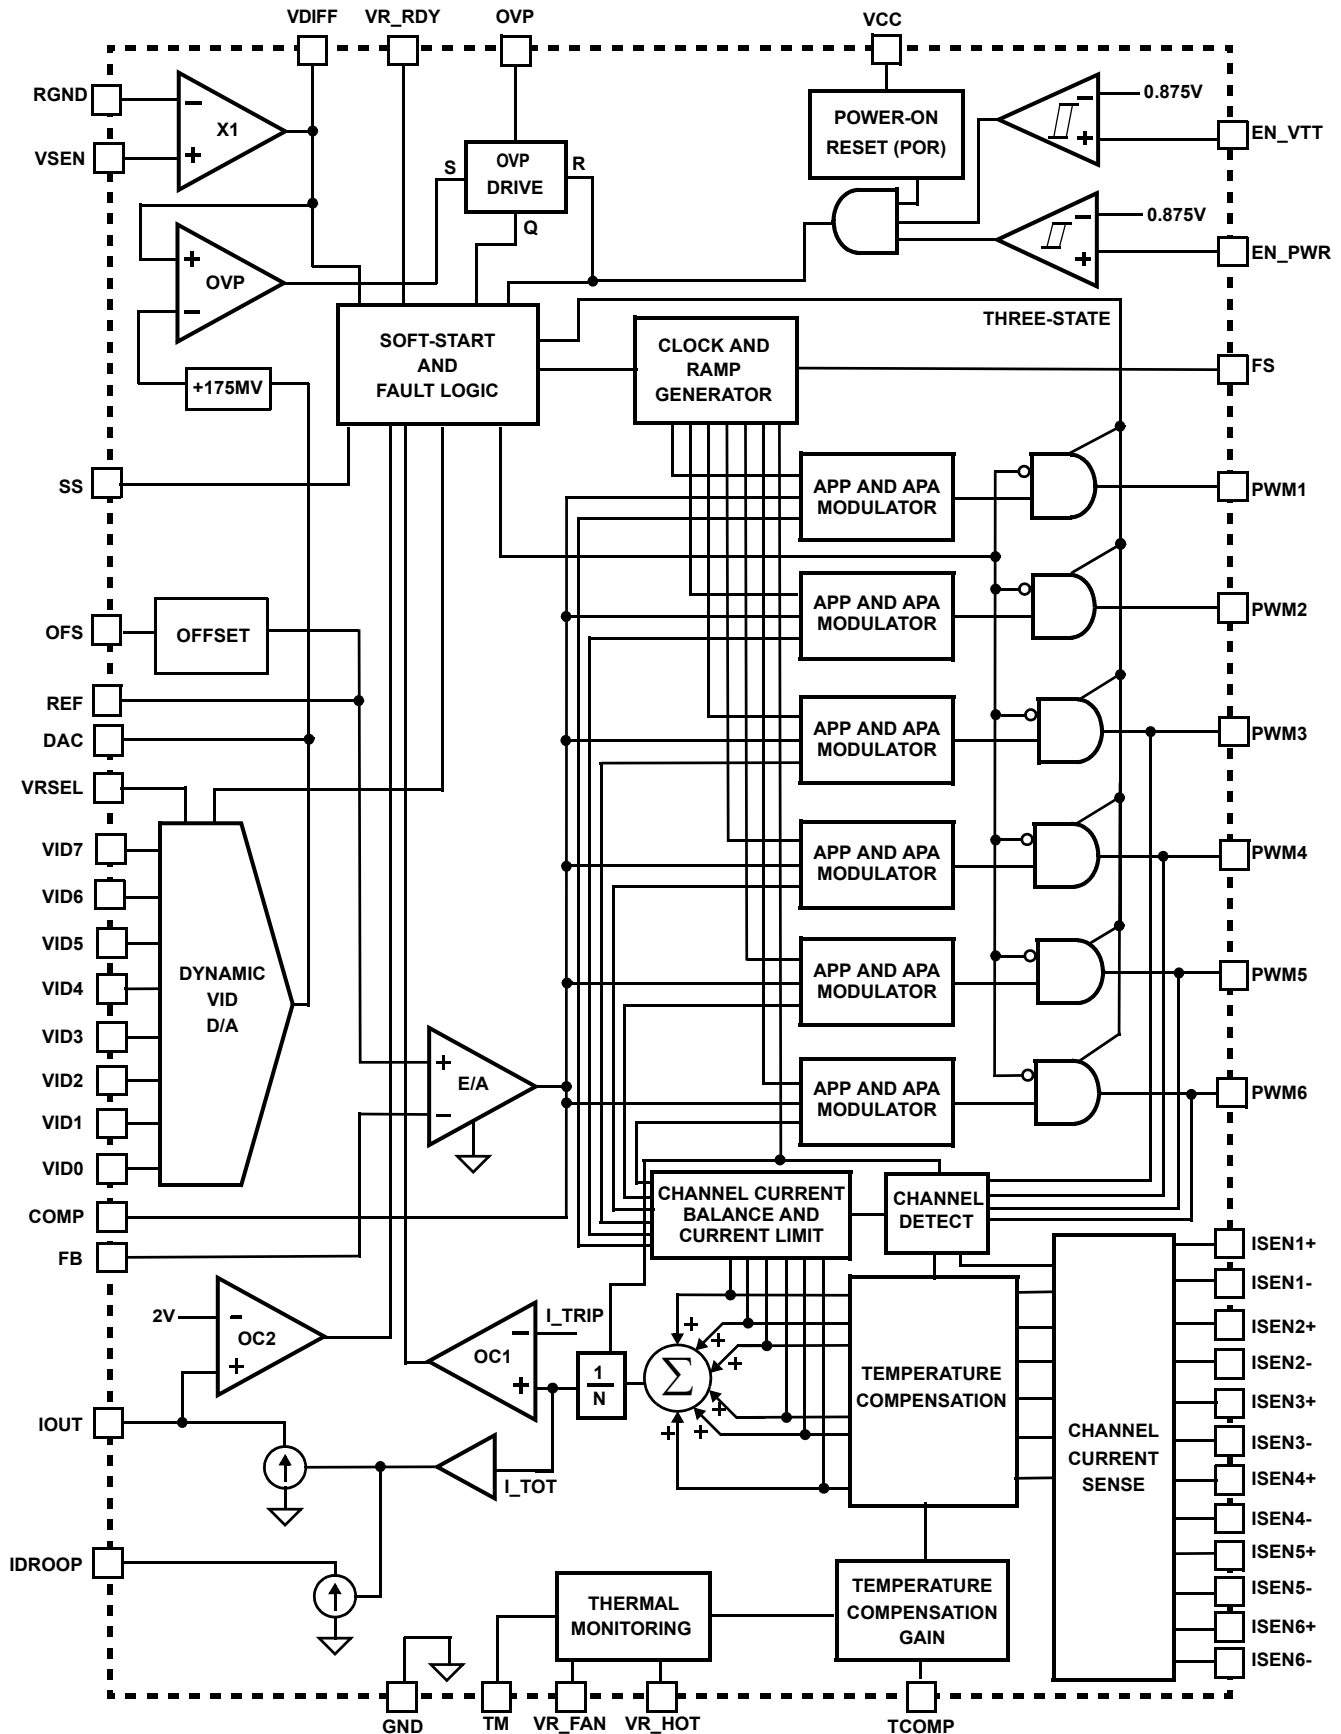 VDIFF
VR_RDY
OVP
VCC
RGND
VSEN
−
X1
+
S
OVP
DRIVE
R
Q
POWER-ON
RESET (POR)
−
0.875V
+
EN_VTT
−
0.875V
+
EN_PWR
+
OVP
−
+175MV
SOFT-START
AND
FAULT LOGIC
CLOCK AND
RAMP
GENERATOR
THREE-STATE
FS
SS
APP AND APA
MODULATOR
PWM1
OFS
OFFSET
APP AND APA
MODULATOR
PWM2
REF
DAC
VRSEL
APP AND APA
MODULATOR
PWM3
VID7
VID6
VID5
VID4
VID3
VID2
VID1
VID0
DYNAMIC
VID
D/A
APP AND APA
MODULATOR
PWM4
APP AND APA
MODULATOR
PWM5
+
E/A
−
APP AND APA
MODULATOR
PWM6
COMP
FB
CHANNEL CURRENT
BALANCE AND
CURRENT LIMIT
CHANNEL
DETECT
2V
−
OC2
+
I_TRIP
−
OC1
+
1
N
Σ
+
+
+
+
+
+
TEMPERATURE
COMPENSATION
CHANNEL
CURRENT
SENSE
ISEN1+
ISEN1-
ISEN2+
ISEN2-
ISEN3+
ISEN3-
ISEN4+
ISEN4-
ISEN5+
ISEN5-
ISEN6+
ISEN6-
IOUT
I_TOT
IDROOP
THERMAL
MONITORING
TEMPERATURE
COMPENSATION
GAIN
GND
TM
VR_FAN
VR_HOT
TCOMP